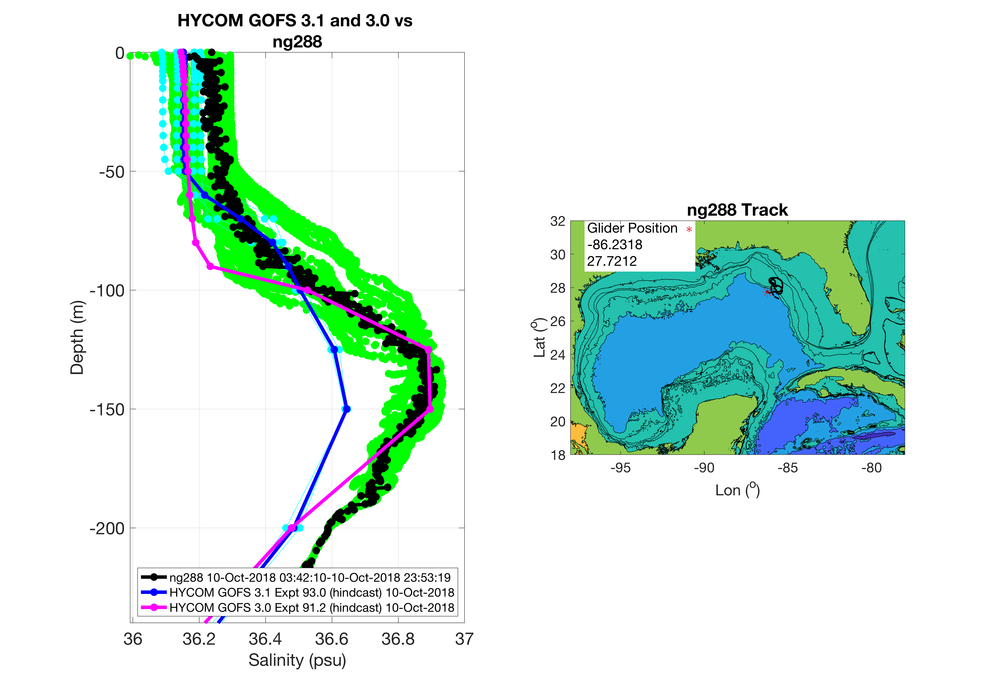 HYCOM GOFS 3.1 and 3.0 vs
ng288
0
-50
-100
-150
-200
Depth (m)
36
36.2
36.4
36.6
36.8
37
Salinity (psu)
ng288 10-Oct-2018 03:42:10-10-Oct-2018 23:53:19
HYCOM GOFS 3.1 Expt 93.0 (hindcast) 10-Oct-2018
HYCOM GOFS 3.0 Expt 91.2 (hindcast) 10-Oct-2018
ng288 Track
Glider Position *
-86.2318
27.7212
32
30
28
26
24
22
20
18
Lat (°)
-95
-90
-85
-80
Lon (°)